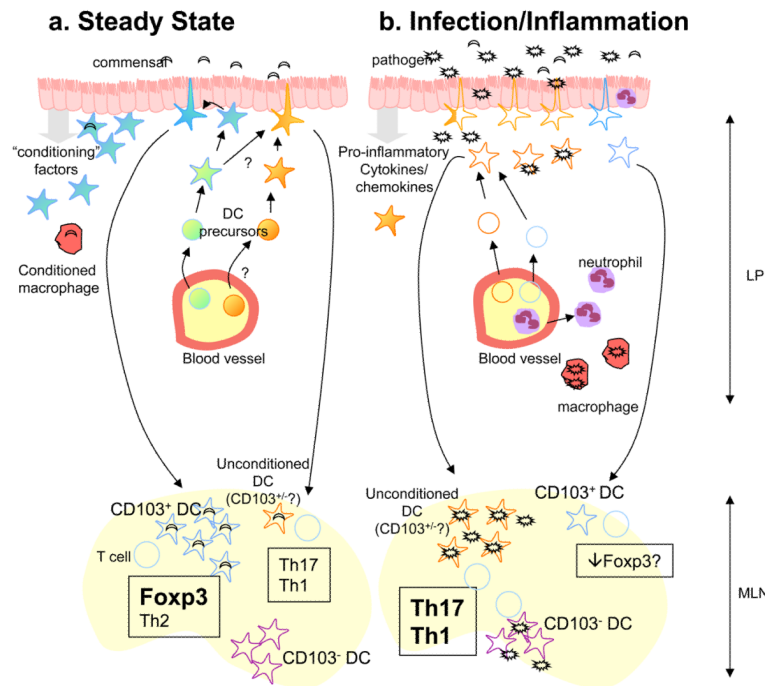 a. Steady State
commensal
"conditioning"
factors
?
DC
precursors
?
Conditioned
macrophage
Blood vessel
Unconditioned
DC
(CD103+/-?)
CD103+ DC
T cell
Th17
Th1
Foxp3
Th2
CD103- DC
b. Infection/Inflammation
pathogen
Pro-inflammatory
Cytokines/
chemokines
neutrophil
Blood vessel
macrophage
LP
Unconditioned
DC
(CD103+/-?)
CD103+ DC
↓Foxp3?
Th17
Th1
CD103- DC
MLN